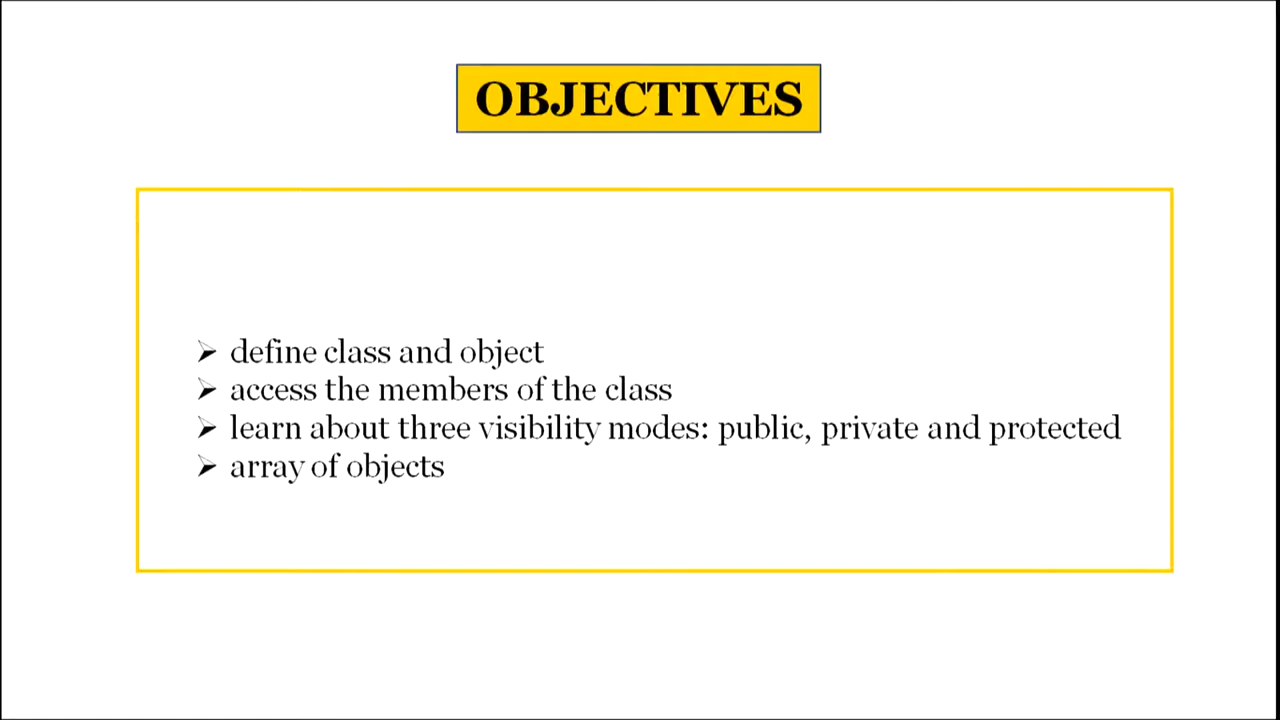 OBJECTIVES
➢ define class and object
➢ access the members of the class
➢ learn about three visibility modes: public, private and protected
➢ array of objects